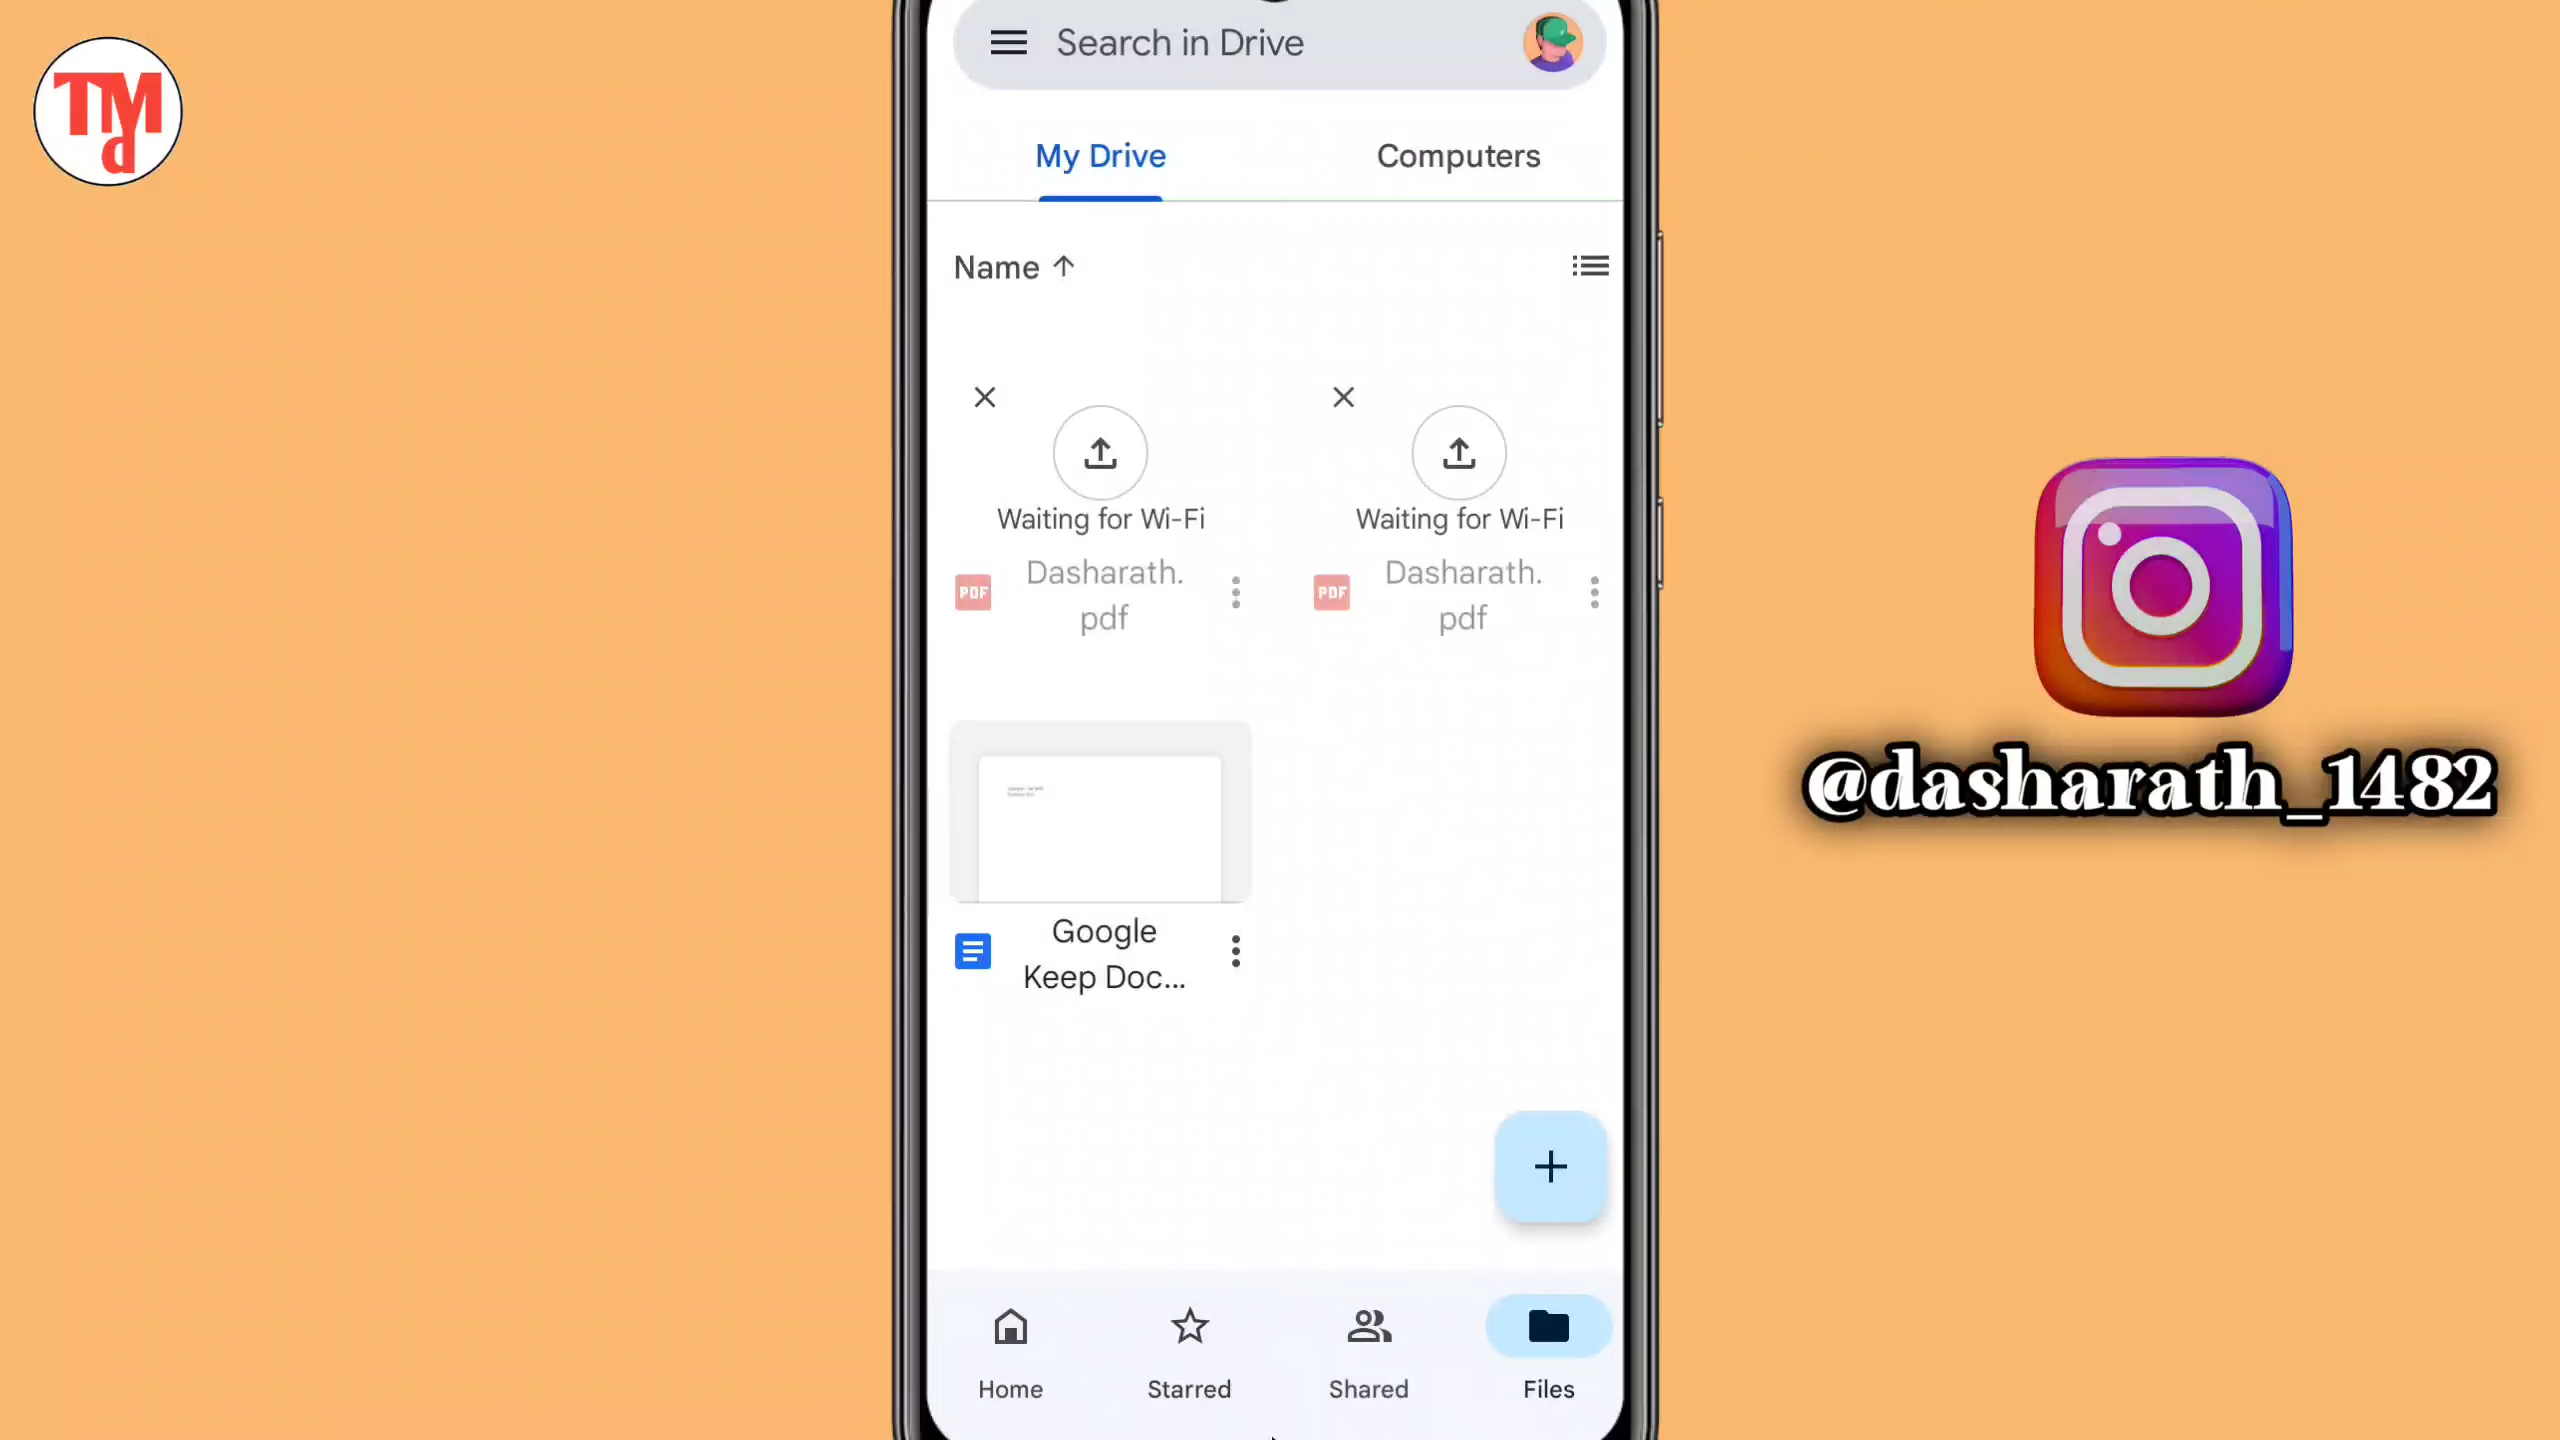 TMd
Search in Drive
My Drive
Computers
Name
Waiting for Wi-Fi
Waiting for Wi-Fi
PDF
Dasharath.
pdf
PDF
Dasharath.
pdf
@dasharath_1482
Google
Keep Doc...
Home
Starred
Shared
Files